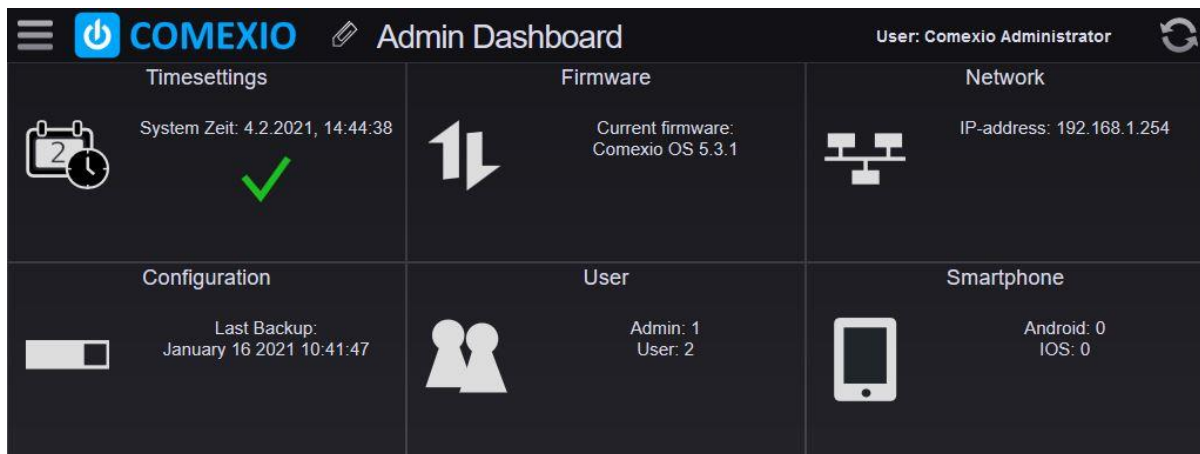 COMEXIO Admin Dashboard User: Comexio Administrator
Timesettings
System Zeit: 4.2.2021, 14:44:38
2
Firmware
Current firmware:
Comexio OS 5.3.1
Network
IP-address: 192.168.1.254
Configuration
Last Backup:
January 16 2021 10:41:47
User
Admin: 1
User: 2
Smartphone
Android: 0
IOS: 0